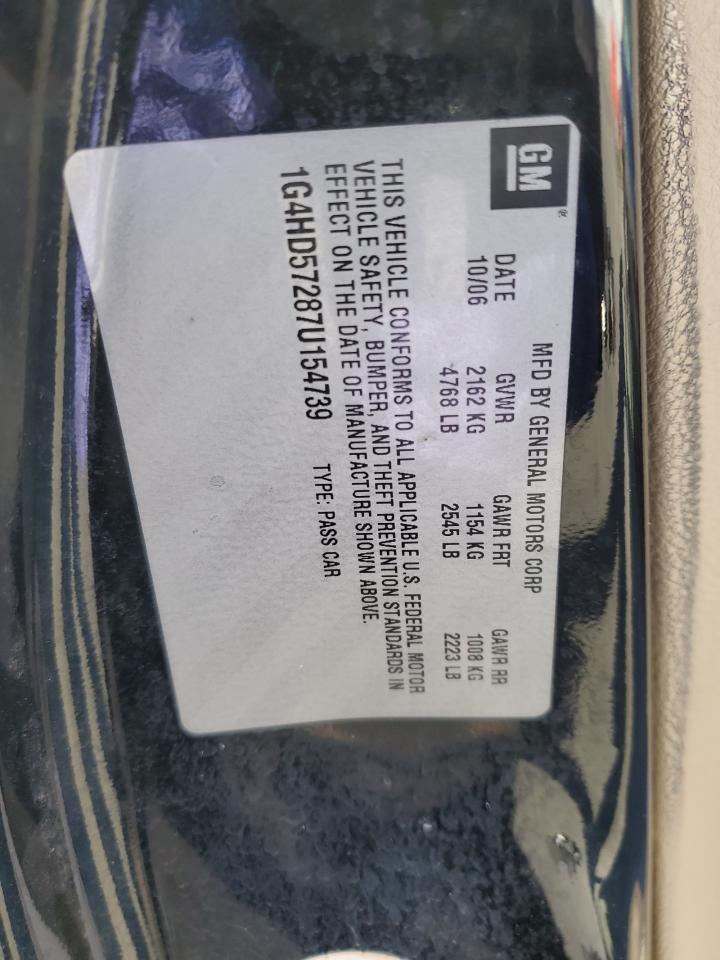 GM
MFD BY GENERAL MOTORS CORP
DATE GVWR GAWR FRT GAWR RR
10/06 2162 KG 1154 KG 1008 KG
4768 LB 2545 LB 2223 LB
THIS VEHICLE CONFORMS TO ALL APPLICABLE U.S. FEDERAL MOTOR
VEHICLE SAFETY, BUMPER, AND THEFT PREVENTION STANDARDS IN
EFFECT ON THE DATE OF MANUFACTURE SHOWN ABOVE.
1G4HD57287U154739 TYPE: PASS CAR